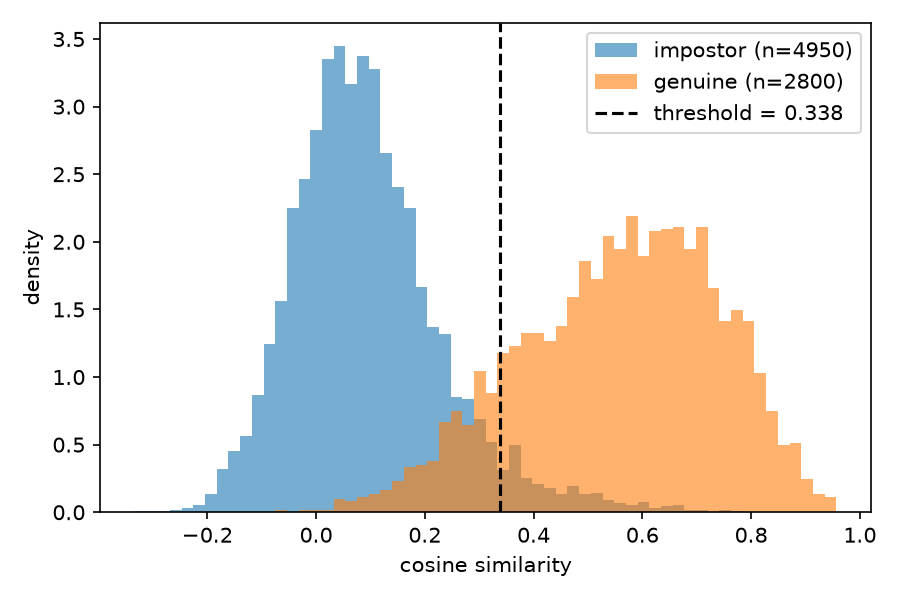 3.5
3.0
2.5
2.0
1.5
1.0
0.5
0.0
density
impostor (n=4950)
genuine (n=2800)
threshold = 0.338
−0.2 0.0 0.2 0.4 0.6 0.8 1.0
cosine similarity